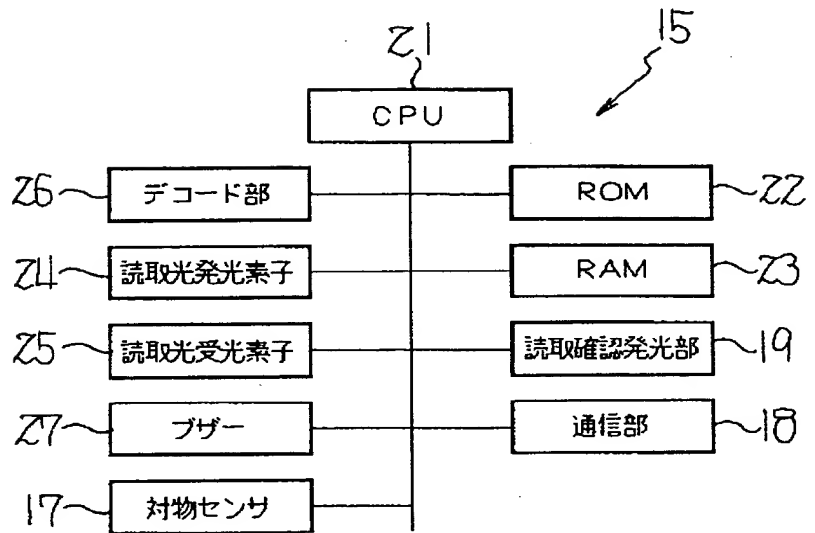 21
15
CPU
26 デコード部
ROM 22
24 読取光発光素子
RAM 23
25 読取光受光素子
読取確認発光部 19
27 ブザー
通信部 18
17 対物センサ